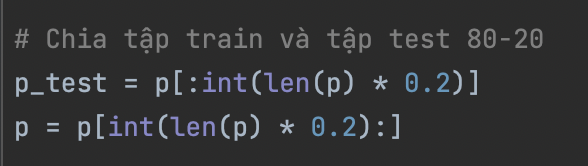 # Chia tập train và tập test 80-20
p_test = p[:int(len(p) * 0.2)]
p = p[int(len(p) * 0.2):]